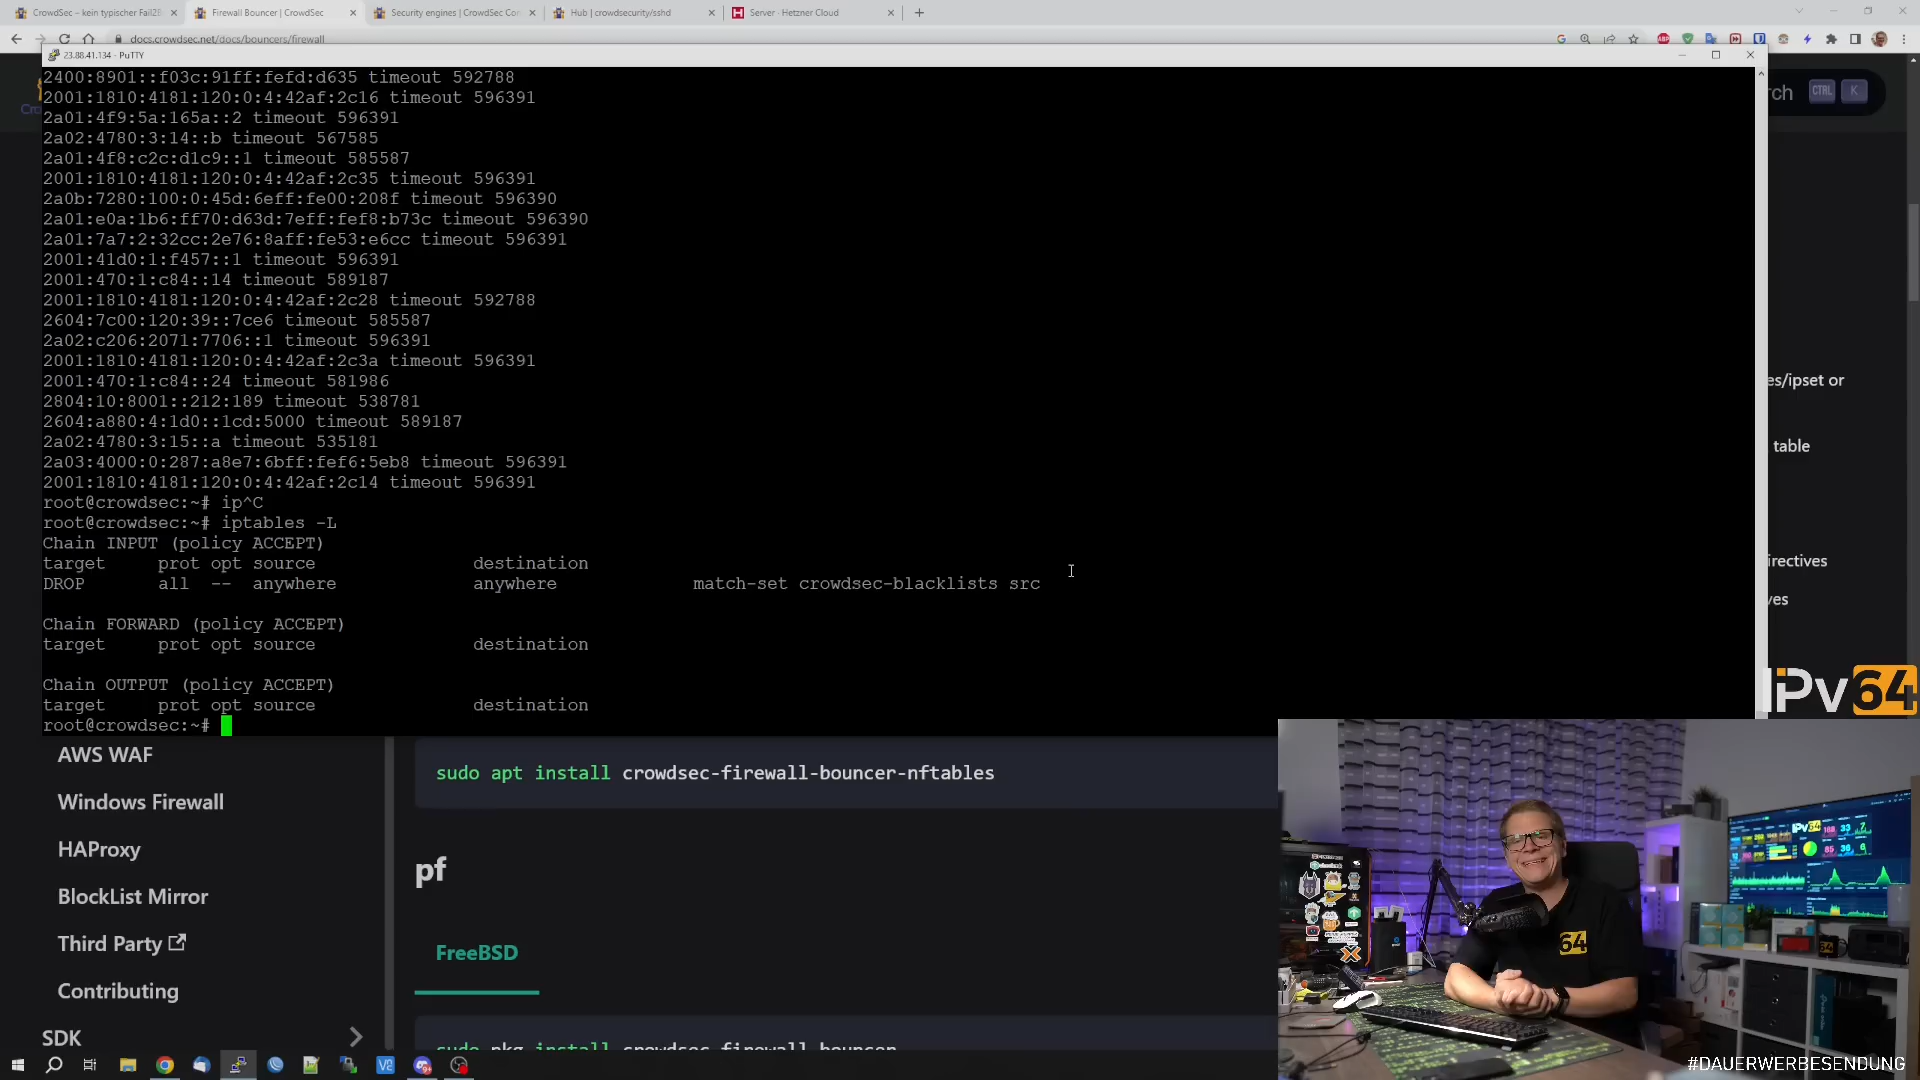 CrowdSec – kein typischer Fail2B
Firewall Bouncer | CrowdSec
Security engines | CrowdSec Con
Hub | crowdsecurity/sshd
Server · Hetzner Cloud
docs.crowdsec.net/docs/bouncers/firewall
23.88.41.134 - PuTTY
2400:8901::f03c:91ff:fefd:d635 timeout 592788
2001:1810:4181:120:0:4:42af:2c16 timeout 596391
2a01:4f9:5a:165a::2 timeout 596391
2a02:4780:3:14::b timeout 567585
2a01:4f8:c2c:d1c9::1 timeout 585587
2001:1810:4181:120:0:4:42af:2c35 timeout 596391
2a0b:7280:100:0:45d:6eff:fe00:208f timeout 596390
2a01:e0a:1b6:ff70:d63d:7eff:fef8:b73c timeout 596390
2a01:7a7:2:32cc:2e76:8aff:fe53:e6cc timeout 596391
2001:41d0:1:f457::1 timeout 596391
2001:470:1:c84::14 timeout 589187
2001:1810:4181:120:0:4:42af:2c28 timeout 592788
2604:7c00:120:39::7ce6 timeout 585587
2a02:c206:2071:7706::1 timeout 596391
2001:1810:4181:120:0:4:42af:2c3a timeout 596391
2001:470:1:c84::24 timeout 581986
2804:10:8001::212:189 timeout 538781
2604:a880:4:1d0::1cd:5000 timeout 589187
2a02:4780:3:15::a timeout 535181
2a03:4000:0:287:a8e7:6bff:fef6:5eb8 timeout 596391
2001:1810:4181:120:0:4:42af:2c14 timeout 596391
root@crowdsec:~# ip^C
root@crowdsec:~# iptables -L
Chain INPUT (policy ACCEPT)
target prot opt source destination
DROP all -- anywhere anywhere match-set crowdsec-blacklists src
Chain FORWARD (policy ACCEPT)
target prot opt source destination
Chain OUTPUT (policy ACCEPT)
target prot opt source destination
root@crowdsec:~#
rch CTRL K
es/ipset or
table
irectives
ves
IPv64
AWS WAF
Windows Firewall
HAProxy
BlockList Mirror
Third Party
Contributing
SDK
sudo apt install crowdsec-firewall-bouncer-nftables
pf
FreeBSD
sudo pkg install crowdsec-firewall-bouncer
64
#DAUERWERBESENDUNG